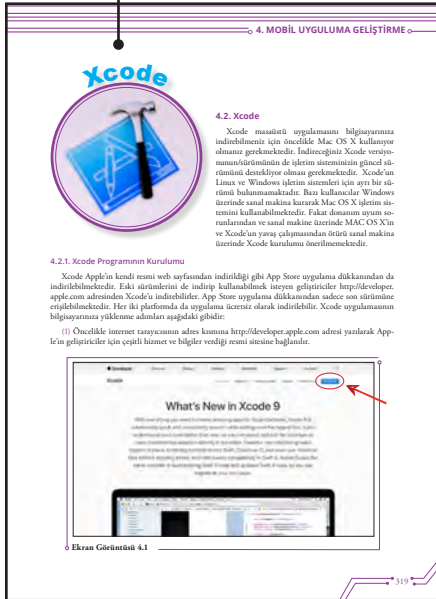 4. MOBİL UYGULUMA GELİŞTİRME
Xcode
4.2. Xcode
Xcode masaüstü uygulamasını bilgisayarınıza
indirebilmeniz için öncelikle Mac OS X kullanıyor
olmanız gerekmektedir. İndireceğiniz Xcode versiyo-
nunun/sürümünün de işletim sisteminizin güncel sü-
rümünü destekliyor olması gerekmektedir. Xcode'un
Linux ve Windows işletim sistemleri için ayrı bir sü-
rümü bulunmamaktadır. Bazı kullanıcılar Windows
üzerinde sanal makina kurarak Mac OS X işletim sis-
temini kullanabilmektedir. Fakat donanım uyum so-
runlarından ve sanal makine üzerinde MAC OS X'in
ve Xcode'un yavaş çalışmasından ötürü sanal makina
üzerinde Xcode kurulumu önerilmemektedir.
4.2.1. Xcode Programının Kurulumu
Xcode Apple'ın kendi resmi web sayfasından indirildiği gibi App Store uygulama dükkanından da
indirilebilmektedir. Eski sürümlerini de indirip kullanabilmek isteyen geliştiriciler http://developer.
apple.com adresinden Xcode'u indirebilirler. App Store uygulama dükkanından sadece son sürümüne
erişilebilmektedir. Her iki platformda da uygulama ücretsiz olarak indirilebilir. Xcode uygulamasının
bilgisayarınıza yüklenme adımları aşağıdaki gibidir:
(1) Öncelikle internet tarayıcısının adres kısmına http://developer.apple.com adresi yazılarak App-
le'ın geliştiriciler için çeşitli hizmet ve bilgiler verdiği resmi sitesine bağlanılır.
Developer
Xcode
What's New in Xcode 9
Ekran Görüntüsü 4.1
319